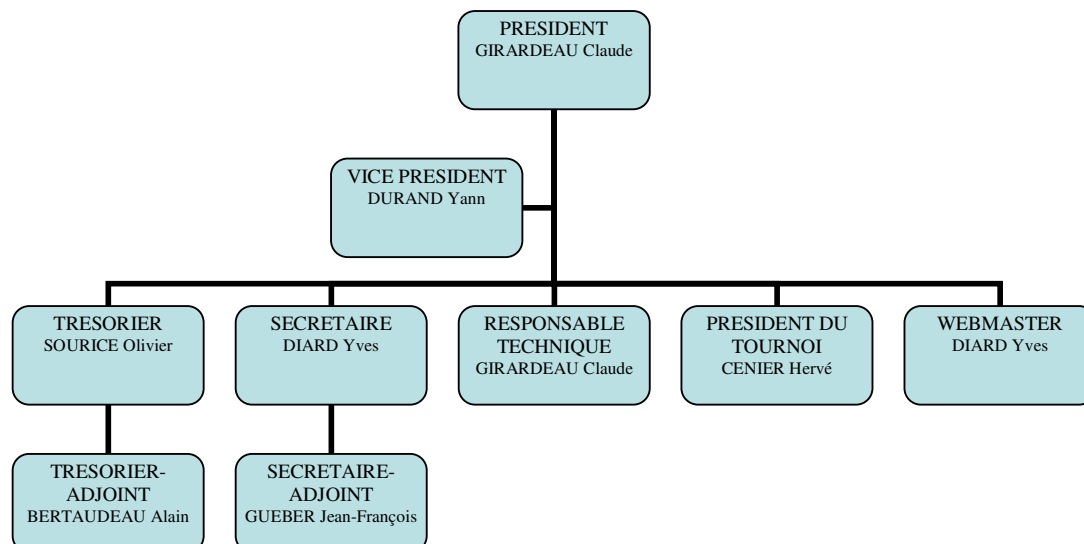 PRESIDENT
GIRARDEAU Claude
VICE PRESIDENT
DURAND Yann
TRESORIER
SOURICE Olivier
SECRETAIRE
DIARD Yves
RESPONSABLE
TECHNIQUE
GIRARDEAU Claude
PRESIDENT DU
TOURNOI
CENIER Hervé
WEBMASTER
DIARD Yves
TRESORIER-
ADJOINT
BERTAUDEAU Alain
SECRETAIRE-
ADJOINT
GUEBER Jean-François